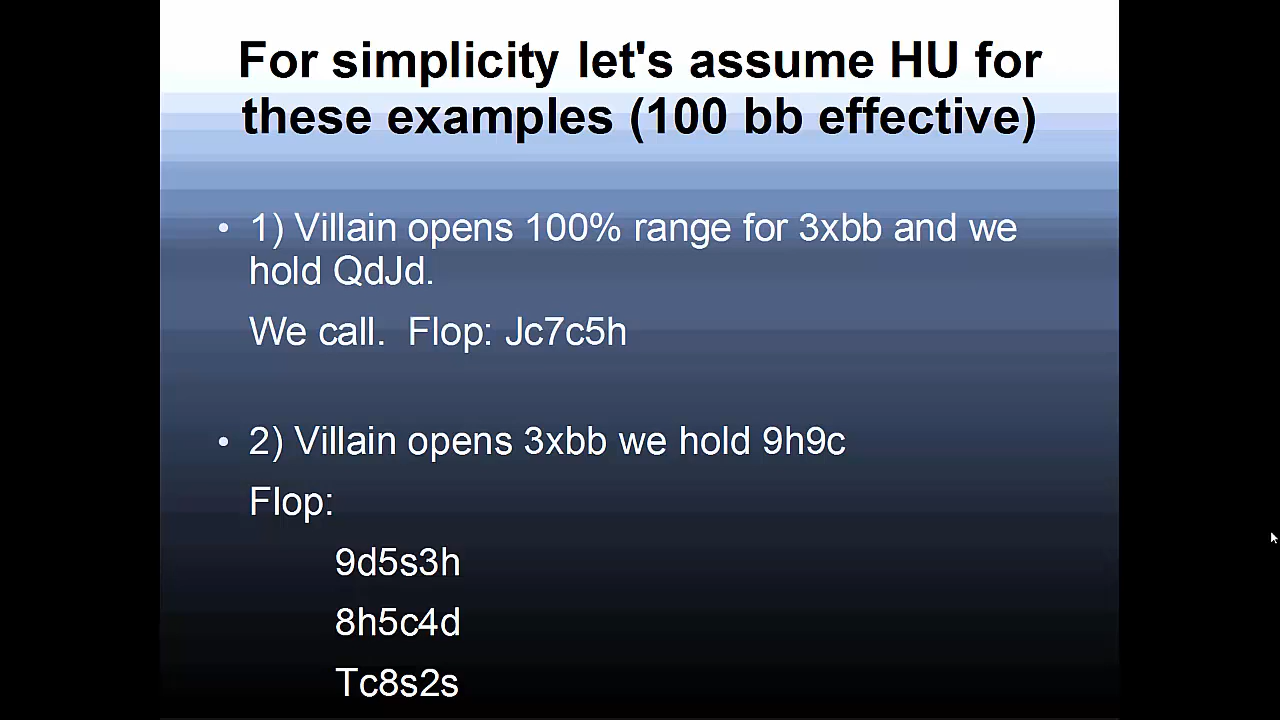 For simplicity let's assume HU for
these examples (100 bb effective)
• 1) Villain opens 100% range for 3xbb and we
hold QdJd.
We call.  Flop: Jc7c5h
• 2) Villain opens 3xbb we hold 9h9c
Flop:
9d5s3h
8h5c4d
Tc8s2s